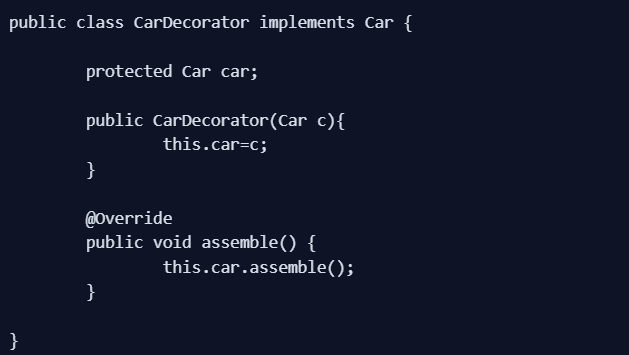 public class CarDecorator implements Car {
protected Car car;
public CarDecorator(Car c){
this.car=c;
}
@Override
public void assemble() {
this.car.assemble();
}
}